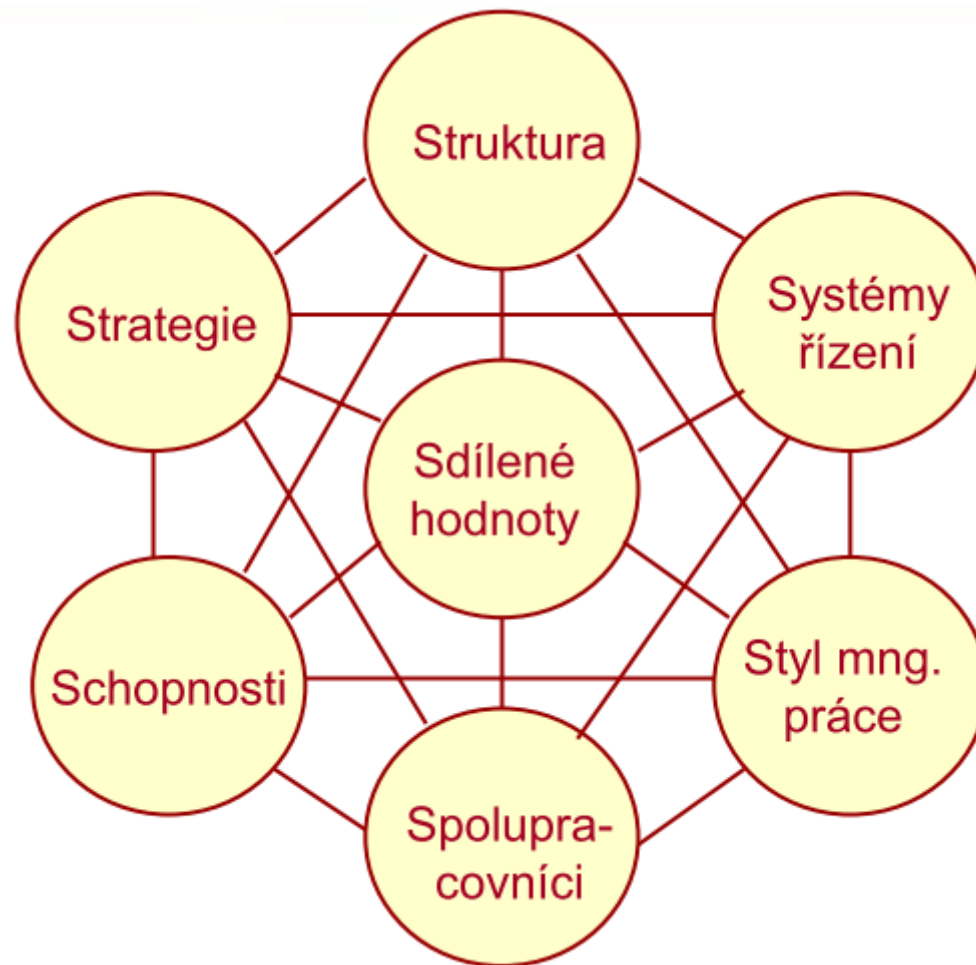 Struktura
Strategie
Systémy
řízení
Sdílené
hodnoty
Schopnosti
Styl mng.
práce
Spolupra-
covníci